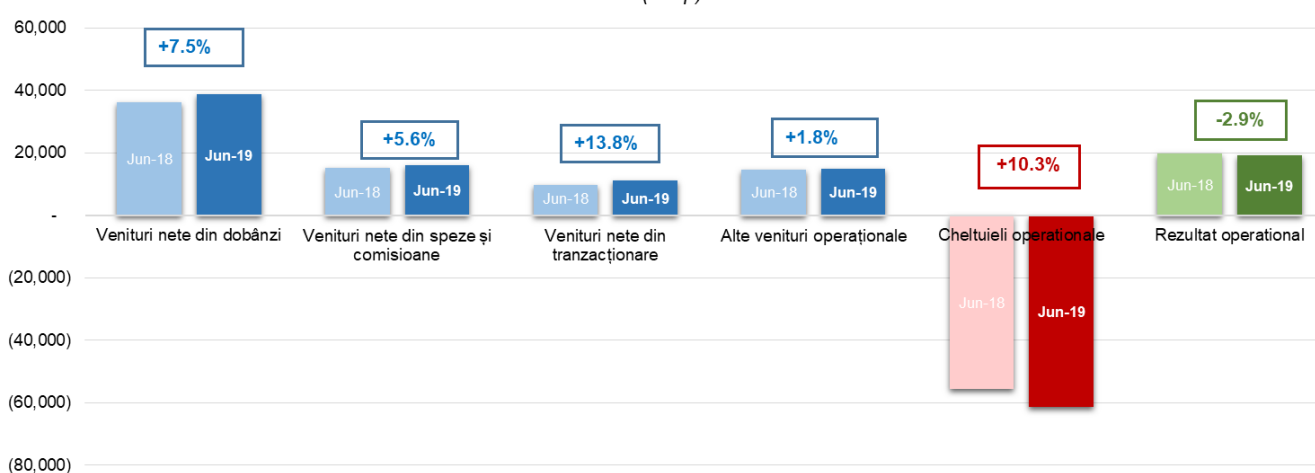 60,000
+7.5%
40,000
+5.6%
+13.8%
+1.8%
-2.9%
20,000
+10.3%
Jun-18
Jun-19
Jun-18
Jun-19
Jun-18
Jun-19
Jun-18
Jun-19
Jun-18
Jun-19
-
Venituri nete din dobânzi
Venituri nete din speze și
comisioane
Venituri nete din
tranzacționare
Alte venituri operaționale
Cheltuieli operationale
Rezultat operational
(20,000)
Jun-18
Jun-19
(40,000)
(60,000)
(80,000)